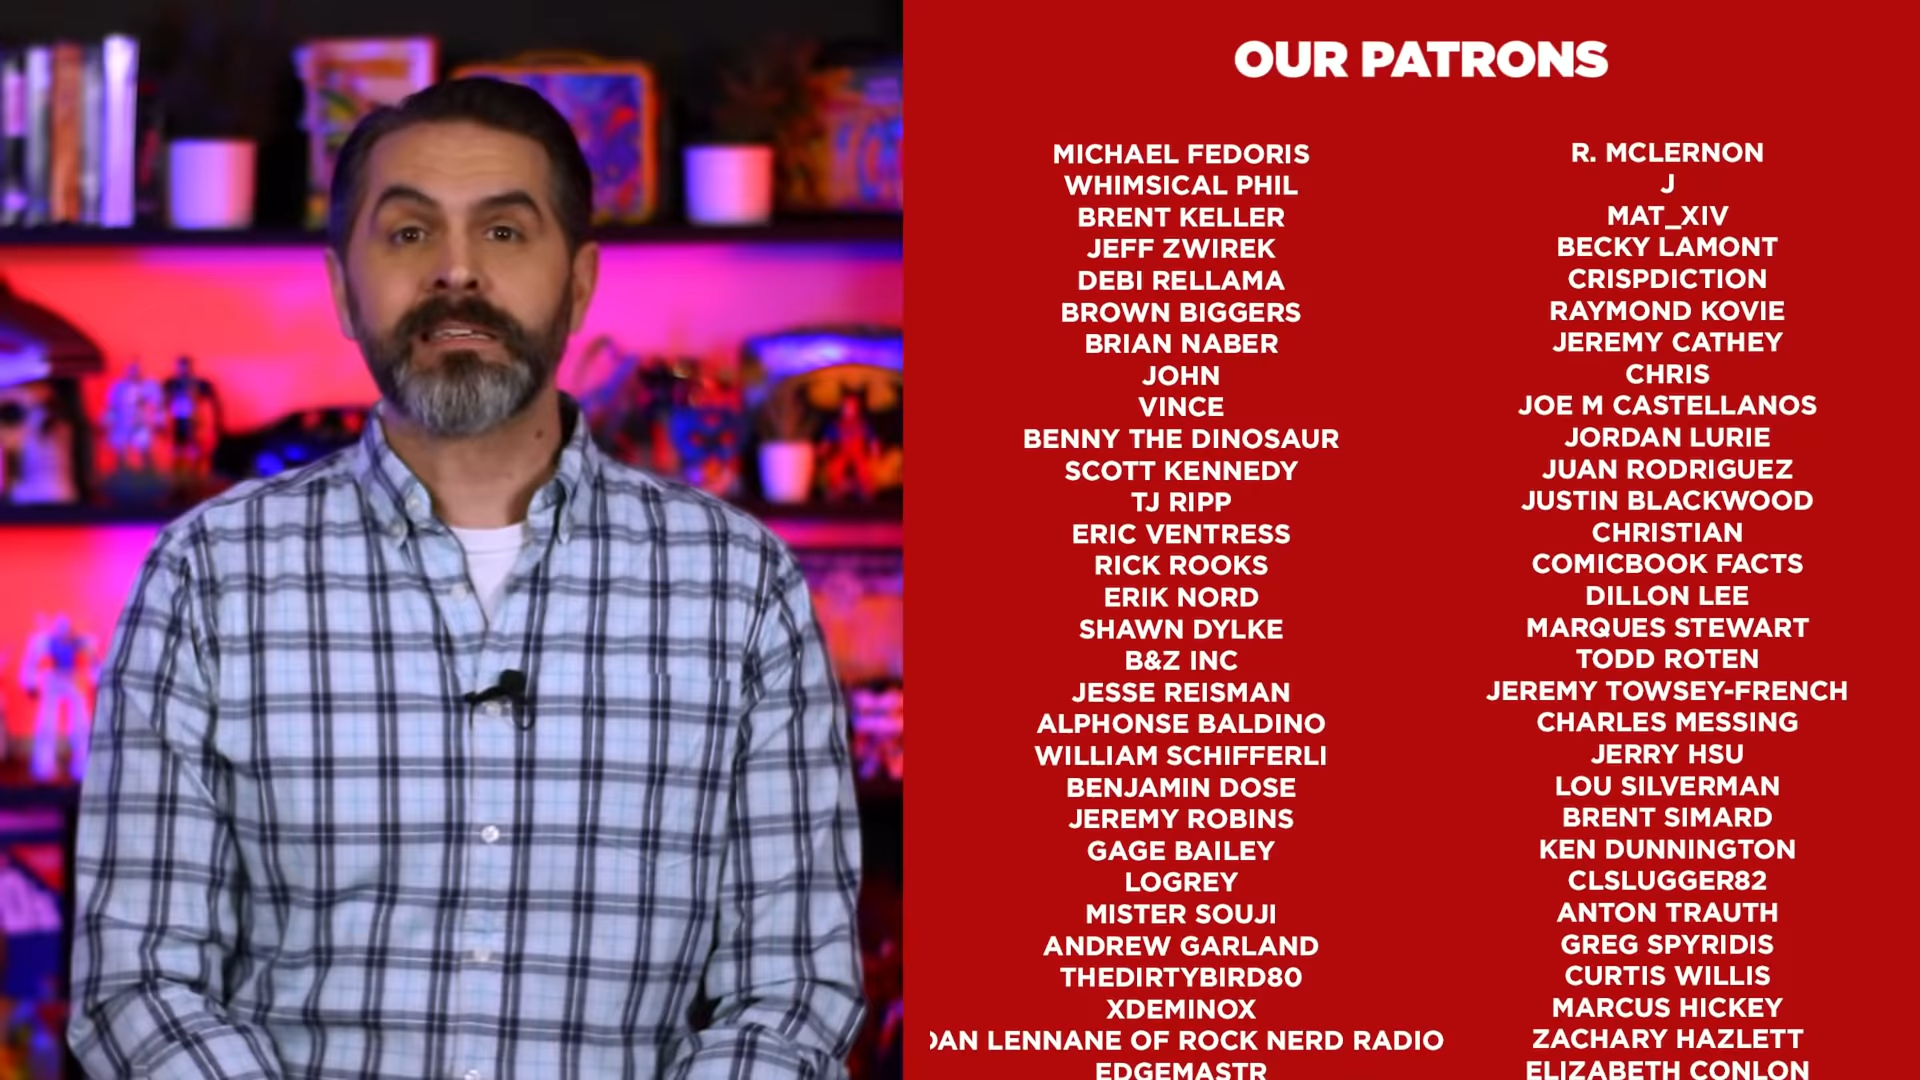 OUR PATRONS
MICHAEL FEDORIS
WHIMSICAL PHIL
BRENT KELLER
JEFF ZWIREK
DEBI RELLAMA
BROWN BIGGERS
BRIAN NABER
JOHN
VINCE
BENNY THE DINOSAUR
SCOTT KENNEDY
TJ RIPP
ERIC VENTRESS
RICK ROOKS
ERIK NORD
SHAWN DYLKE
B&Z INC
JESSE REISMAN
ALPHONSE BALDINO
WILLIAM SCHIFFERLI
BENJAMIN DOSE
JEREMY ROBINS
GAGE BAILEY
LOGREY
MISTER SOUJI
ANDREW GARLAND
THEDIRTYBIRD80
XDEMINOX
LENNANE OF ROCK NERD RADIO
EDGEMASTR
R. MCLERNON
J
MAT_XIV
BECKY LAMONT
CRISPDICTION
RAYMOND KOVIE
JEREMY CATHEY
CHRIS
JOE M CASTELLANOS
JORDAN LURIE
JUAN RODRIGUEZ
JUSTIN BLACKWOOD
CHRISTIAN
COMICBOOK FACTS
DILLON LEE
MARQUES STEWART
TODD ROTEN
JEREMY TOWSEY-FRENCH
CHARLES MESSING
JERRY HSU
LOU SILVERMAN
BRENT SIMARD
KEN DUNNINGTON
CLSLUGGER82
ANTON TRAUTH
GREG SPYRIDIS
CURTIS WILLIS
MARCUS HICKEY
ZACHARY HAZLETT
ELIZABETH CONLON